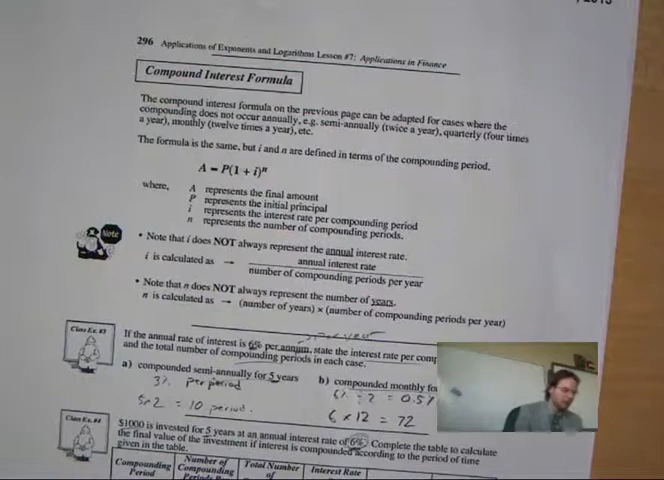 , 2013
296 Applications of Exponents and Logarithms Lesson #7: Applications in Finance
Compound Interest Formula
The compound interest formula on the previous page can be adapted for cases where the
compounding does not occur annually, e.g. semi-annually (twice a year), quarterly (four times
a year), monthly (twelve times a year), etc.
The formula is the same, but i and n are defined in terms of the compounding period.
A = P(1 + i)ⁿ
where, A represents the final amount
P represents the initial principal
i represents the interest rate per compounding period
n represents the number of compounding periods.
Note
• Note that i does NOT always represent the annual interest rate.
i is calculated as → annual interest rate
number of compounding periods per year
• Note that n does NOT always represent the number of years.
n is calculated as → (number of years) × (number of compounding periods per year)
per year
Class Ex. #3
If the annual rate of interest is 6% per annum, state the interest rate per comp
and the total number of compounding periods in each case.
a) compounded semi-annually for 5 years
b) compounded monthly fo
3% per period
5×2 = 10 period.
6 × 12 = 72
Class Ex. #4
$1000 is invested for 5 years at an annual interest rate of 6%. Complete the table to calculate
the final value of the investment if interest is compounded according to the period of time
given in the table.
Compounding Period
Number of Compounding
Total Number of
Interest Rate